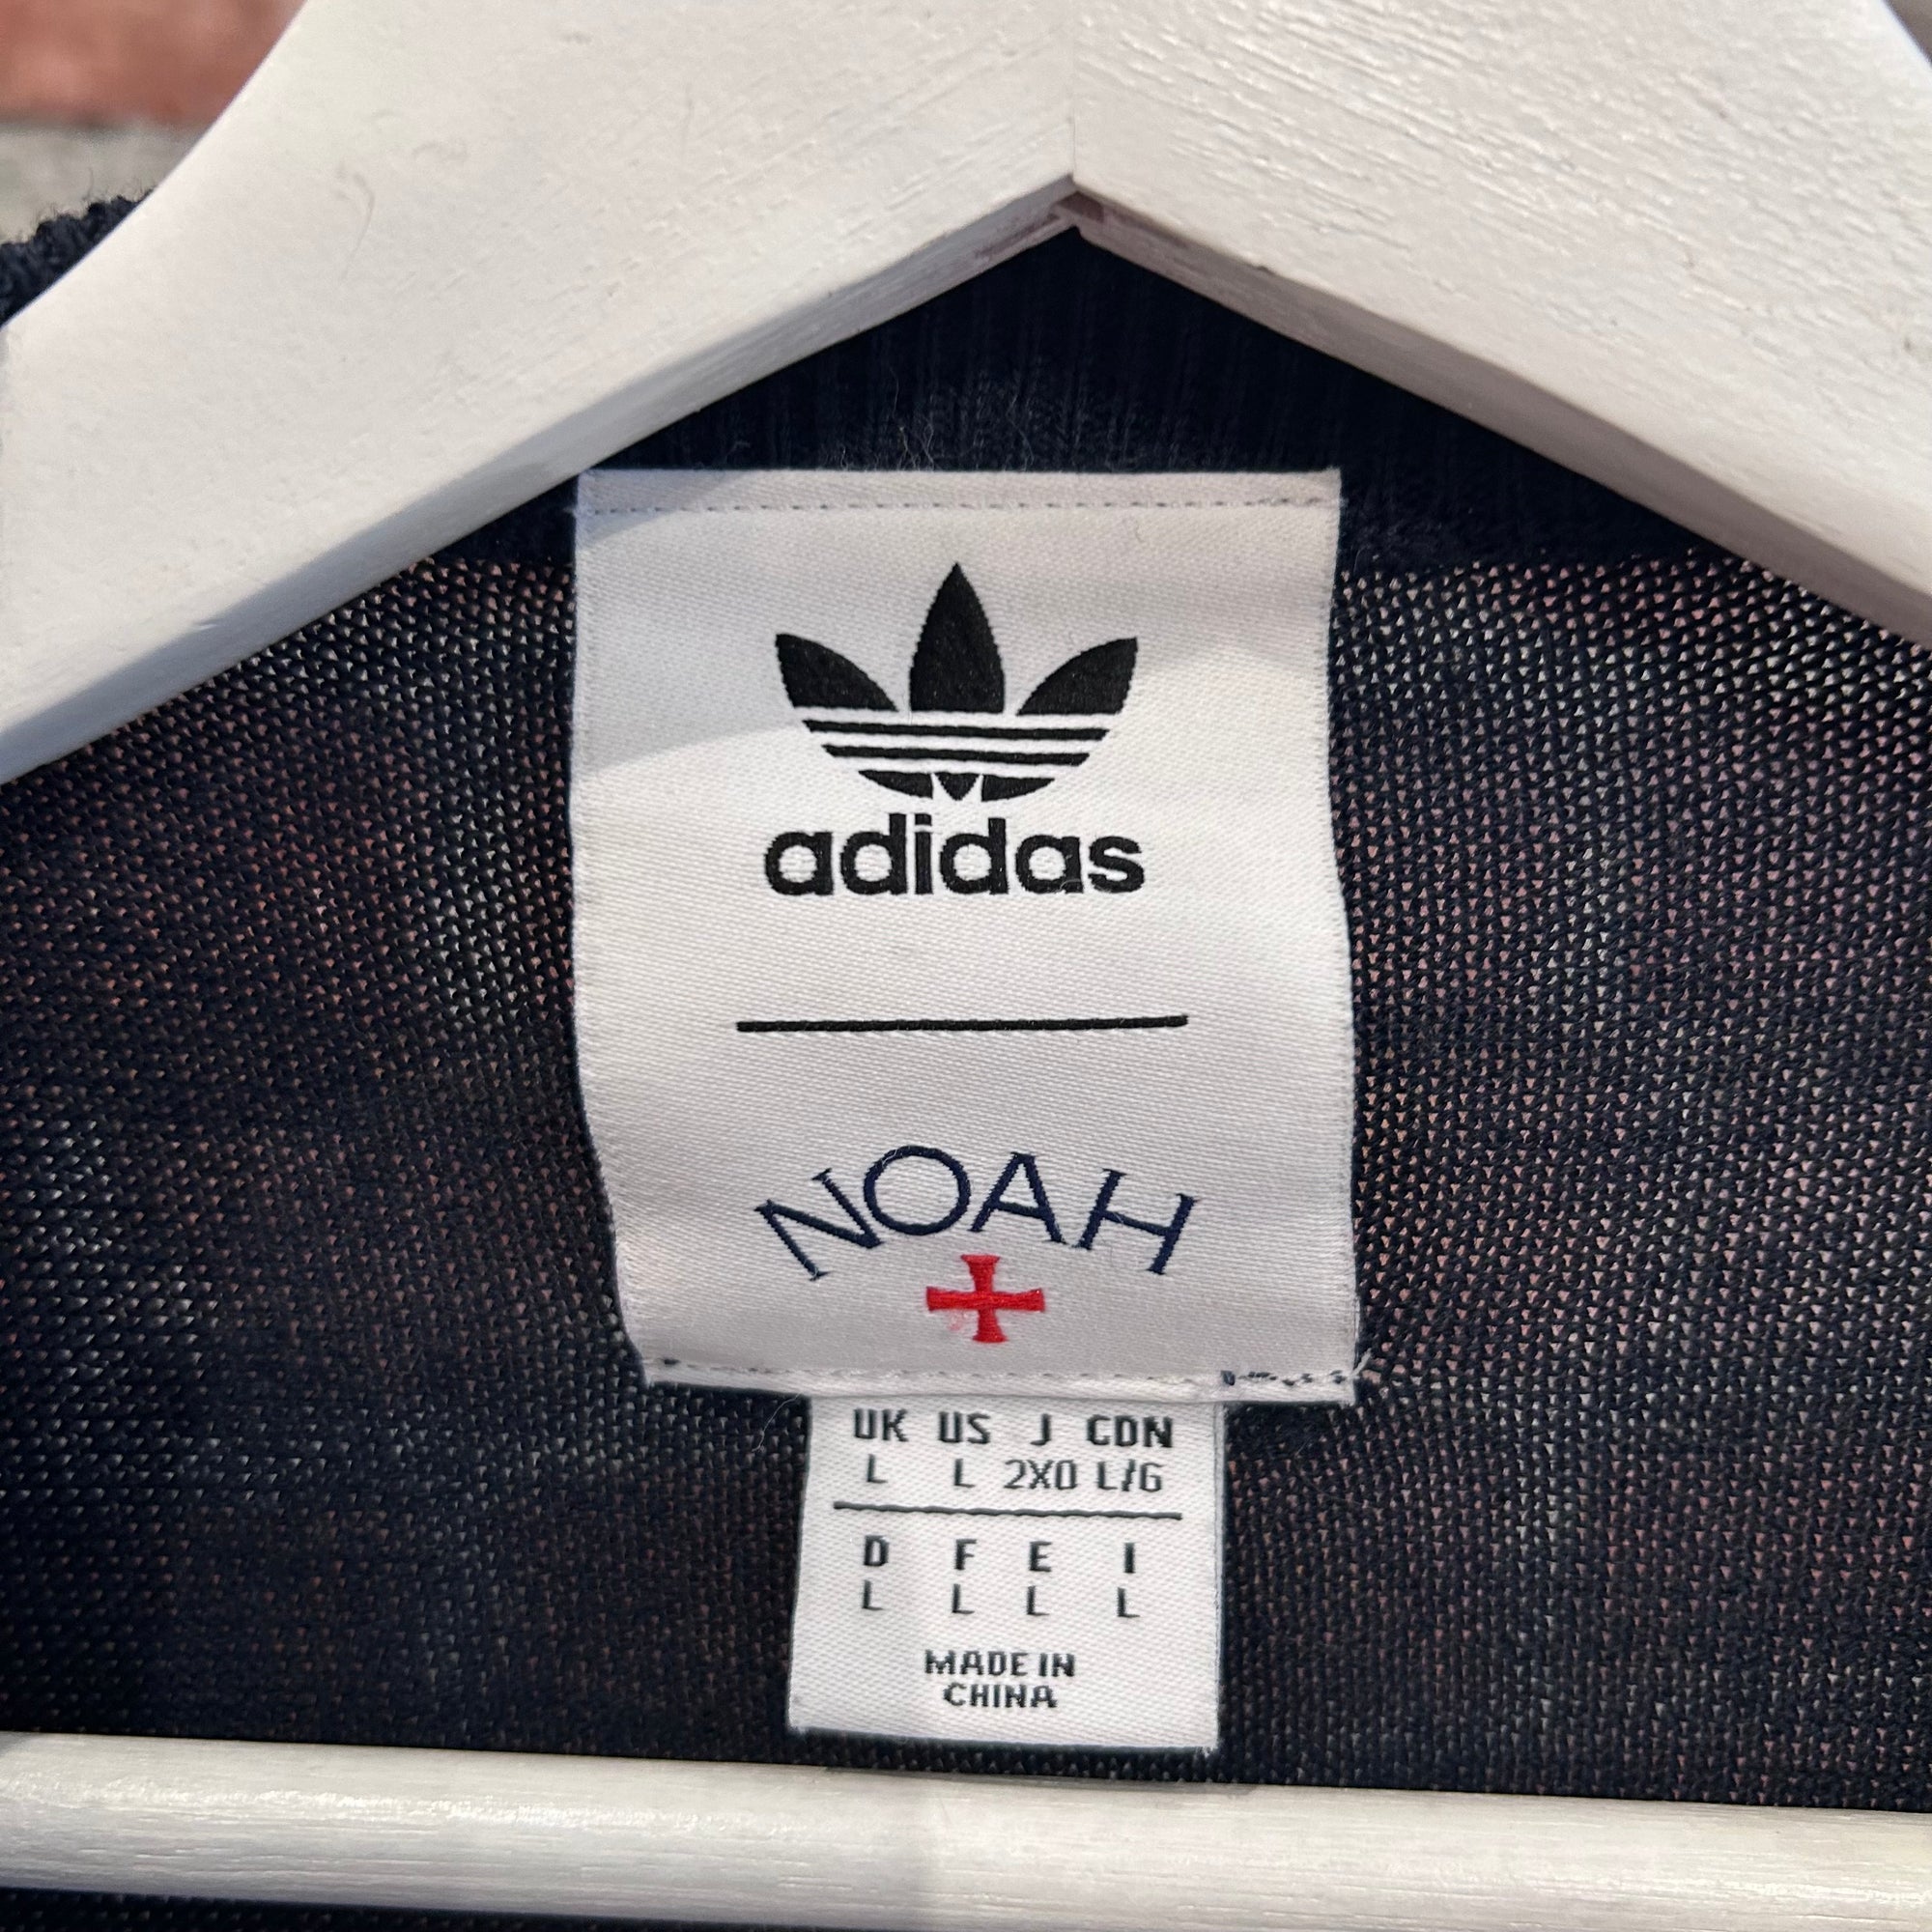 adidas
NOAH
UK US J CDN
L L 2XO L/G
D F E I
L L L L
MADE IN
CHINA